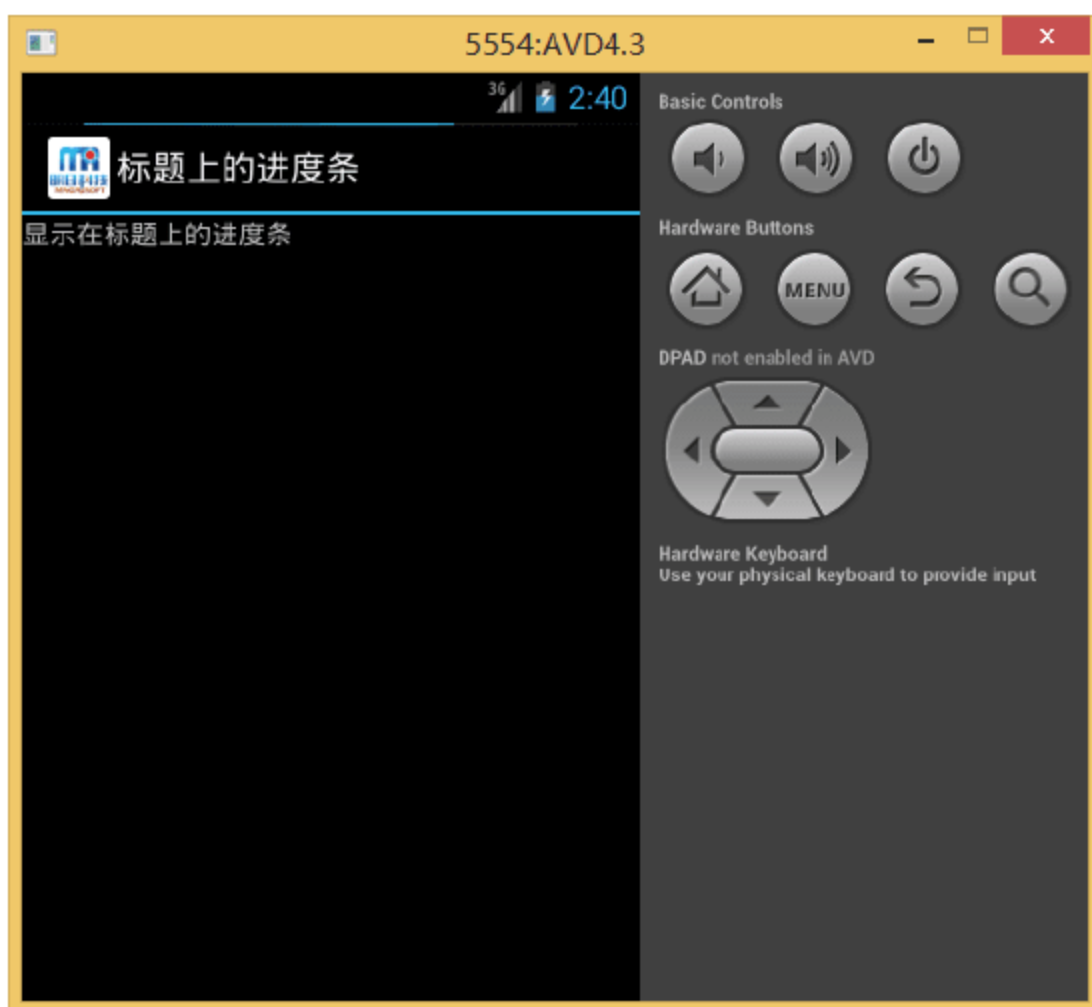 5554:AVD4.3
3G 2:40
标题上的进度条
显示在标题上的进度条
Basic Controls
Hardware Buttons
MENU
DPAD not enabled in AVD
Hardware Keyboard
Use your physical keyboard to provide input